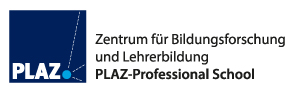 PLAZ.
Zentrum für Bildungsforschung
und Lehrerbildung
PLAZ-Professional School